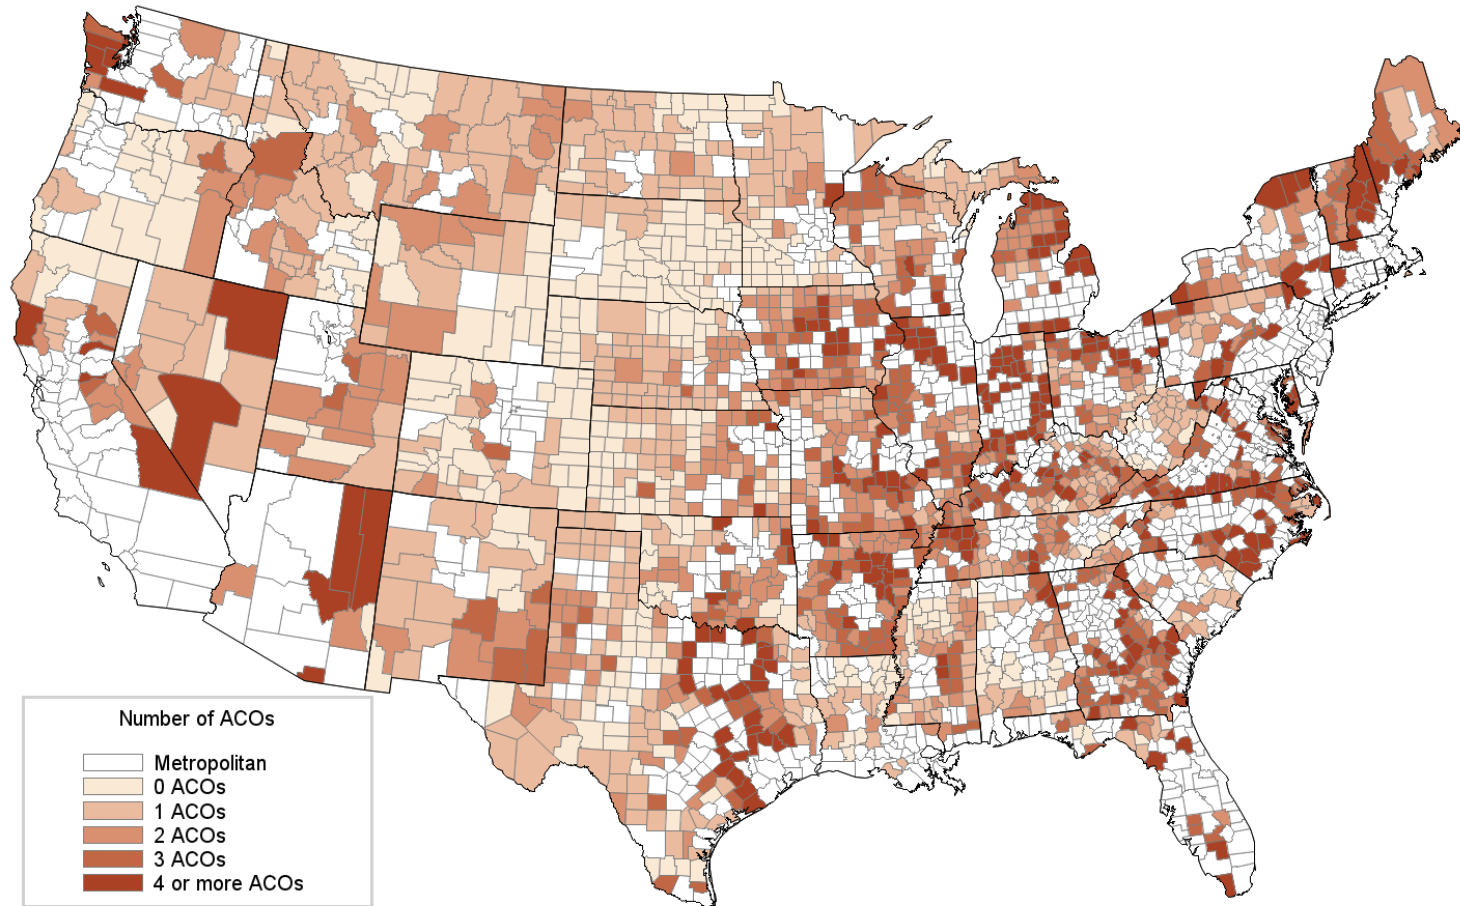 Number of ACOs
Metropolitan
0 ACOs
1 ACOs
2 ACOs
3 ACOs
4 or more ACOs